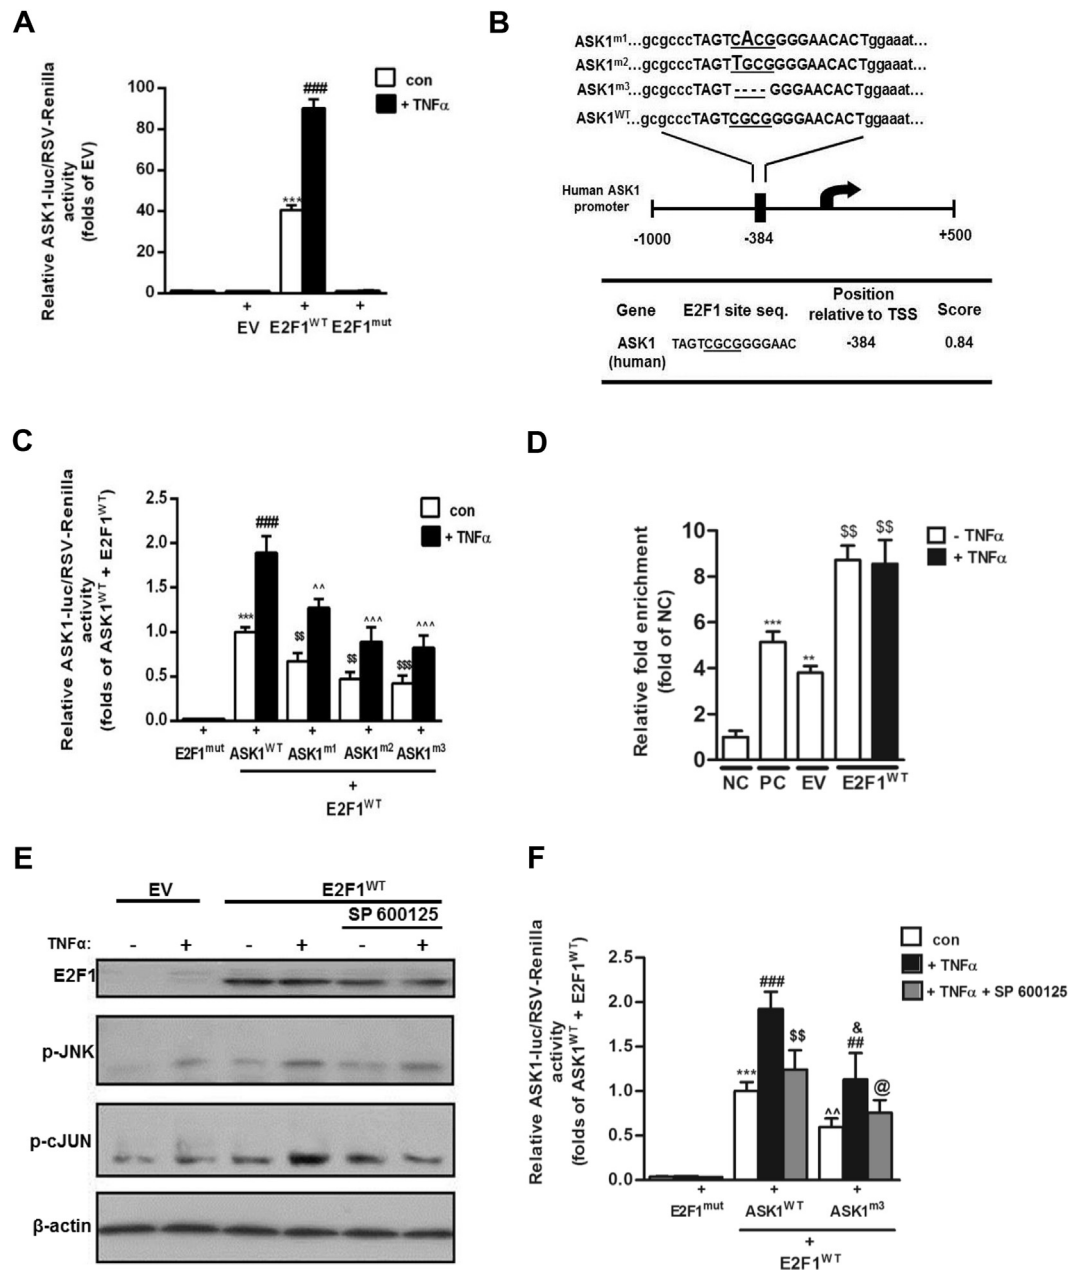 A
Relative ASK1-luc/RSV-Renilla
activity
(folds of EV)
100
80
60
40
20
0
***
###
con
+ TNFα
+ + +
EV E2F1WT E2F1mut
B
ASK1m1...gcgcccTAGTCACGGGGAACACTggaaat...
ASK1m2...gcgcccTAGTTGCGGGGAACACTggaaat...
ASK1m3...gcgcccTAGT ---- GGGAACACTggaaat...
ASK1WT...gcgcccTAGTCGCGGGGAACACTggaaat...
Human ASK1
promoter
-1000 -384 +500
Gene E2F1 site seq. Position relative to TSS Score
ASK1 (human) TAGTCGCGGGGAAC -384 0.84
C
Relative ASK1-luc/RSV-Renilla
activity
(folds of ASK1WT + E2F1WT)
2.5
2.0
1.5
1.0
0.5
0.0
*** ### $$ ^^ $$ ^^^ $$$ ^^^
con
+ TNFα
+ + + + +
E2F1mut ASK1WT ASK1m1 ASK1m2 ASK1m3
+
E2F1WT
D
Relative fold enrichment
(fold of NC)
10
8
6
4
2
0
*** ** $$ $$
- TNFα
+ TNFα
NC PC EV E2F1WT
E
EV E2F1WT
SP 600125
TNFα: - + - + - +
E2F1
p-JNK
p-cJUN
β-actin
F
Relative ASK1-luc/RSV-Renilla
activity
(folds of ASK1WT + E2F1WT)
2.5
2.0
1.5
1.0
0.5
0.0
*** ### $$ ^^ & ## @
con
+ TNFα
+ TNFα + SP 600125
+ + +
E2F1mut ASK1WT ASK1m3
+
E2F1WT